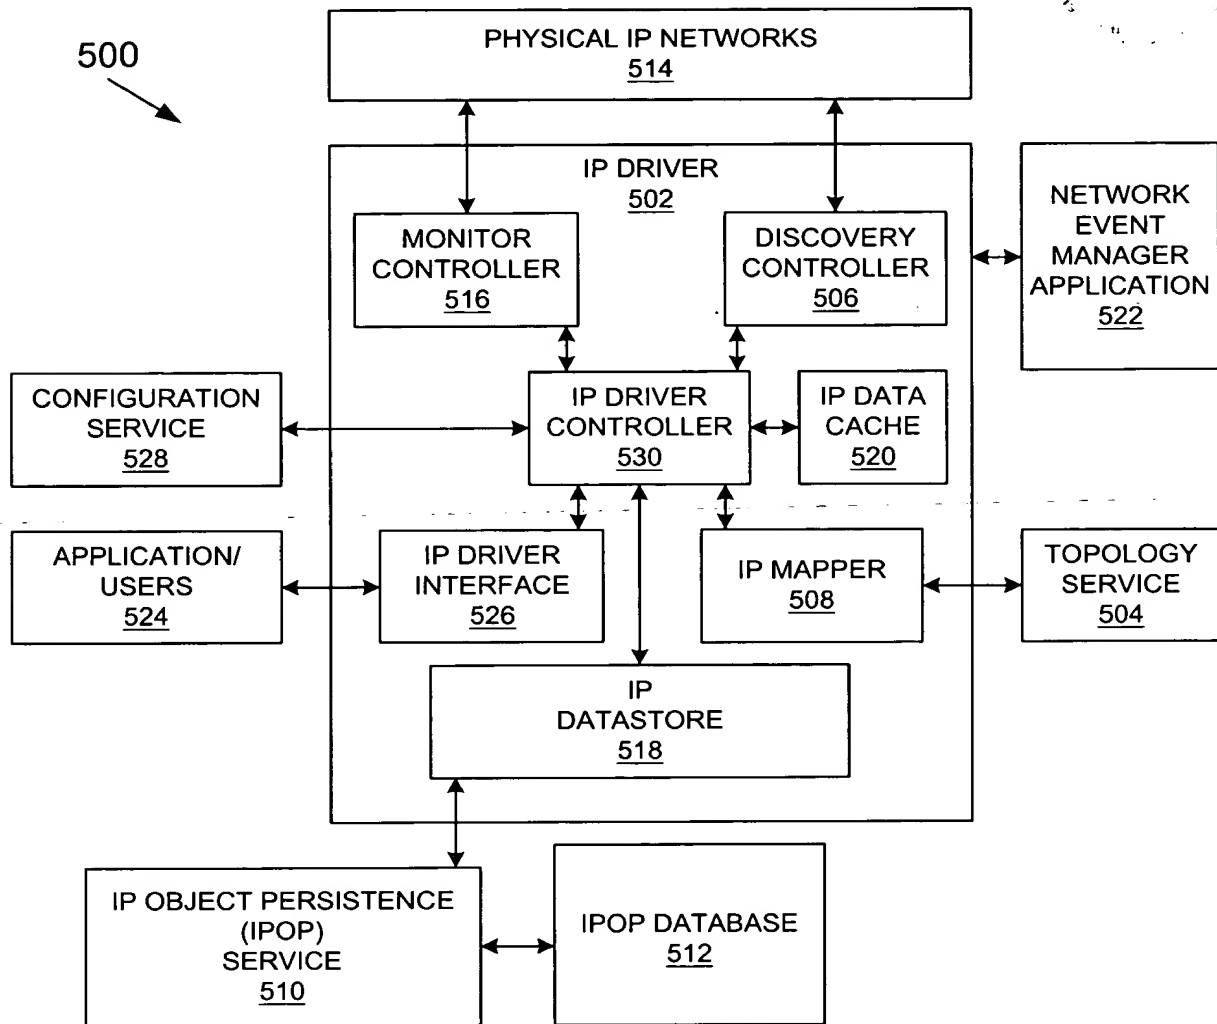 500
PHYSICAL IP NETWORKS
514
IP DRIVER
502
MONITOR
CONTROLLER
516
DISCOVERY
CONTROLLER
506
NETWORK
EVENT
MANAGER
APPLICATION
522
CONFIGURATION
SERVICE
528
IP DRIVER
CONTROLLER
530
IP DATA
CACHE
520
APPLICATION/
USERS
524
IP DRIVER
INTERFACE
526
IP MAPPER
508
TOPOLOGY
SERVICE
504
IP
DATASTORE
518
IP OBJECT PERSISTENCE
(IPOP)
SERVICE
510
IPOP DATABASE
512